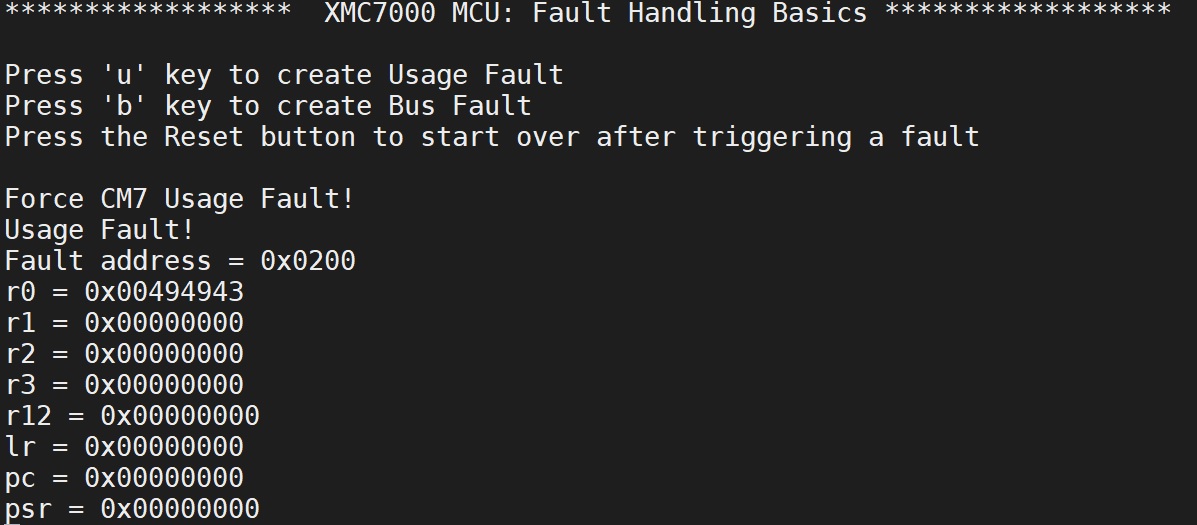 ******************  XMC7000 MCU: Fault Handling Basics ******************
Press 'u' key to create Usage Fault
Press 'b' key to create Bus Fault
Press the Reset button to start over after triggering a fault
Force CM7 Usage Fault!
Usage Fault!
Fault address = 0x0200
r0 = 0x00494943
r1 = 0x00000000
r2 = 0x00000000
r3 = 0x00000000
r12 = 0x00000000
lr = 0x00000000
pc = 0x00000000
psr = 0x00000000